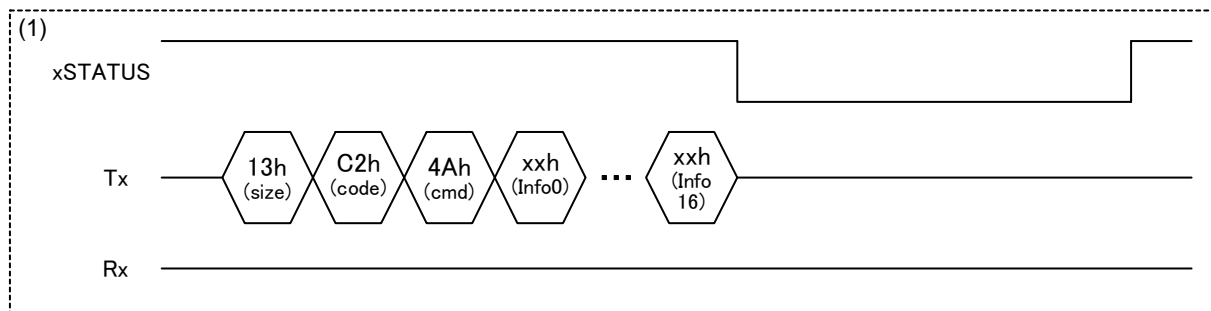 (1)
xSTATUS
Tx
13h
(size)
C2h
(code)
4Ah
(cmd)
xxh
(Info0)
...
xxh
(Info
16)
Rx